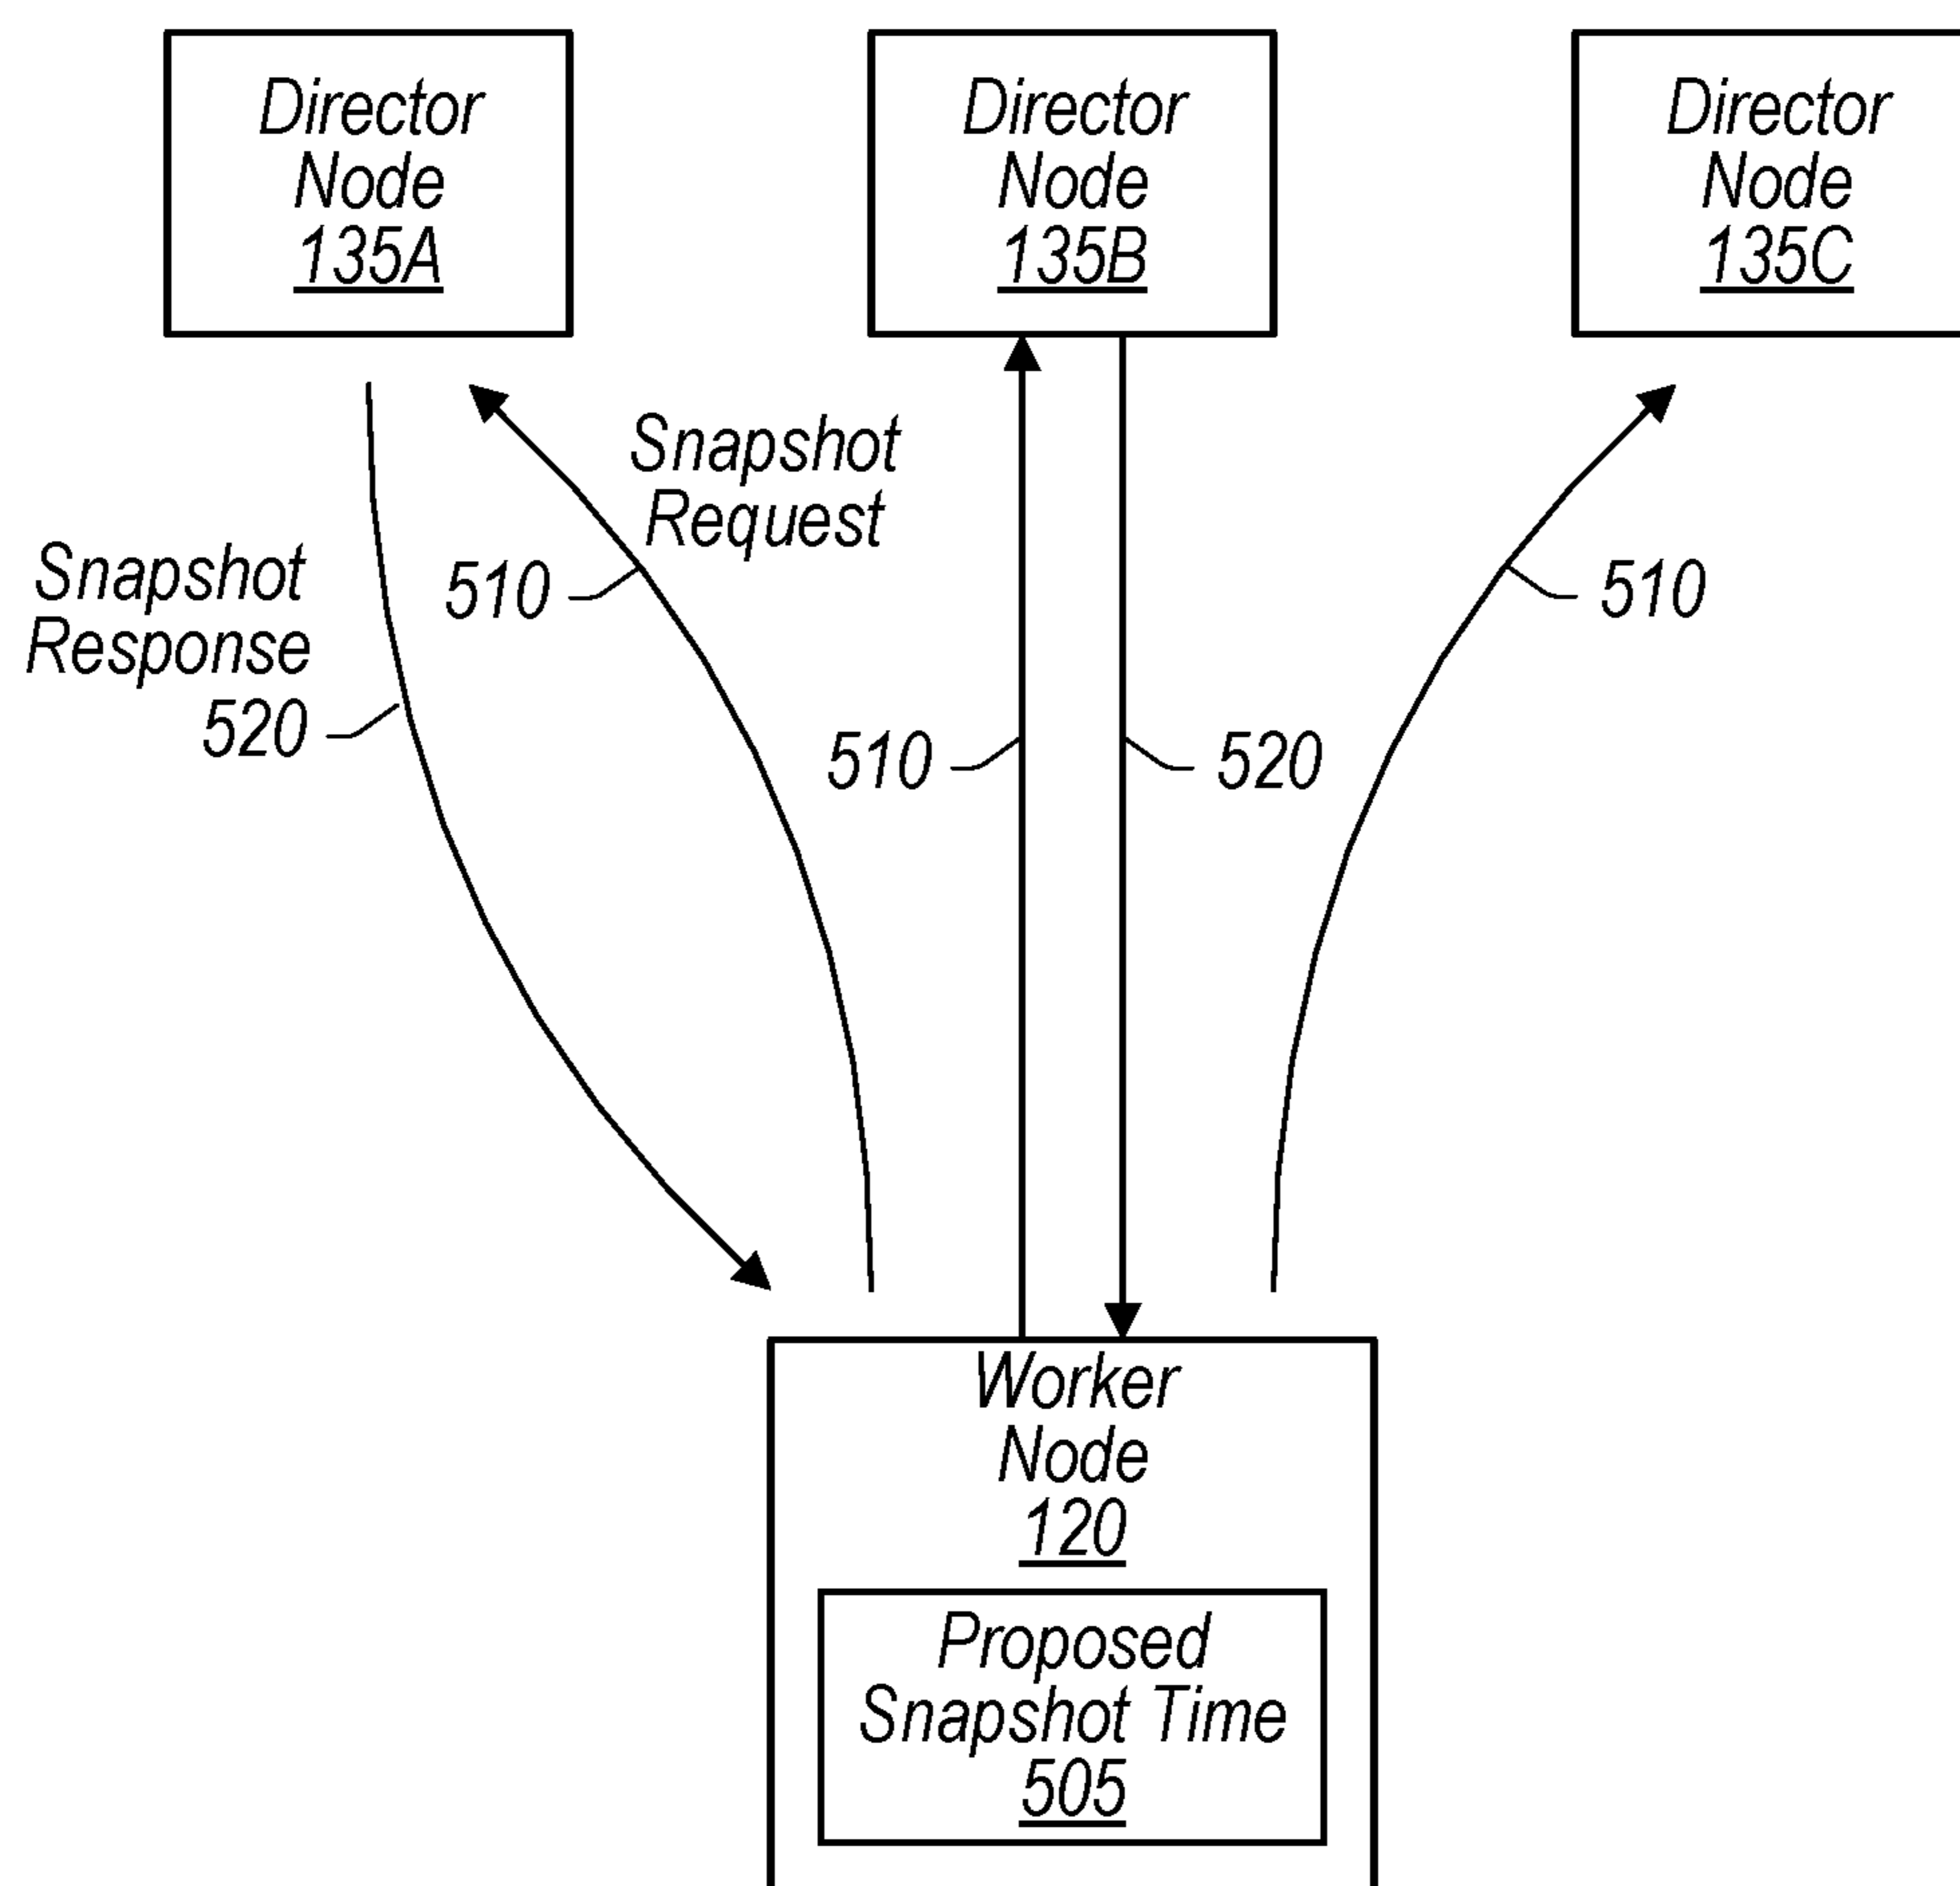 Director
Node
135A
Director
Node
135B
Director
Node
135C
Snapshot
Request
510
Snapshot
Response
520
510
520
510
Worker
Node
120
Proposed
Snapshot Time
505